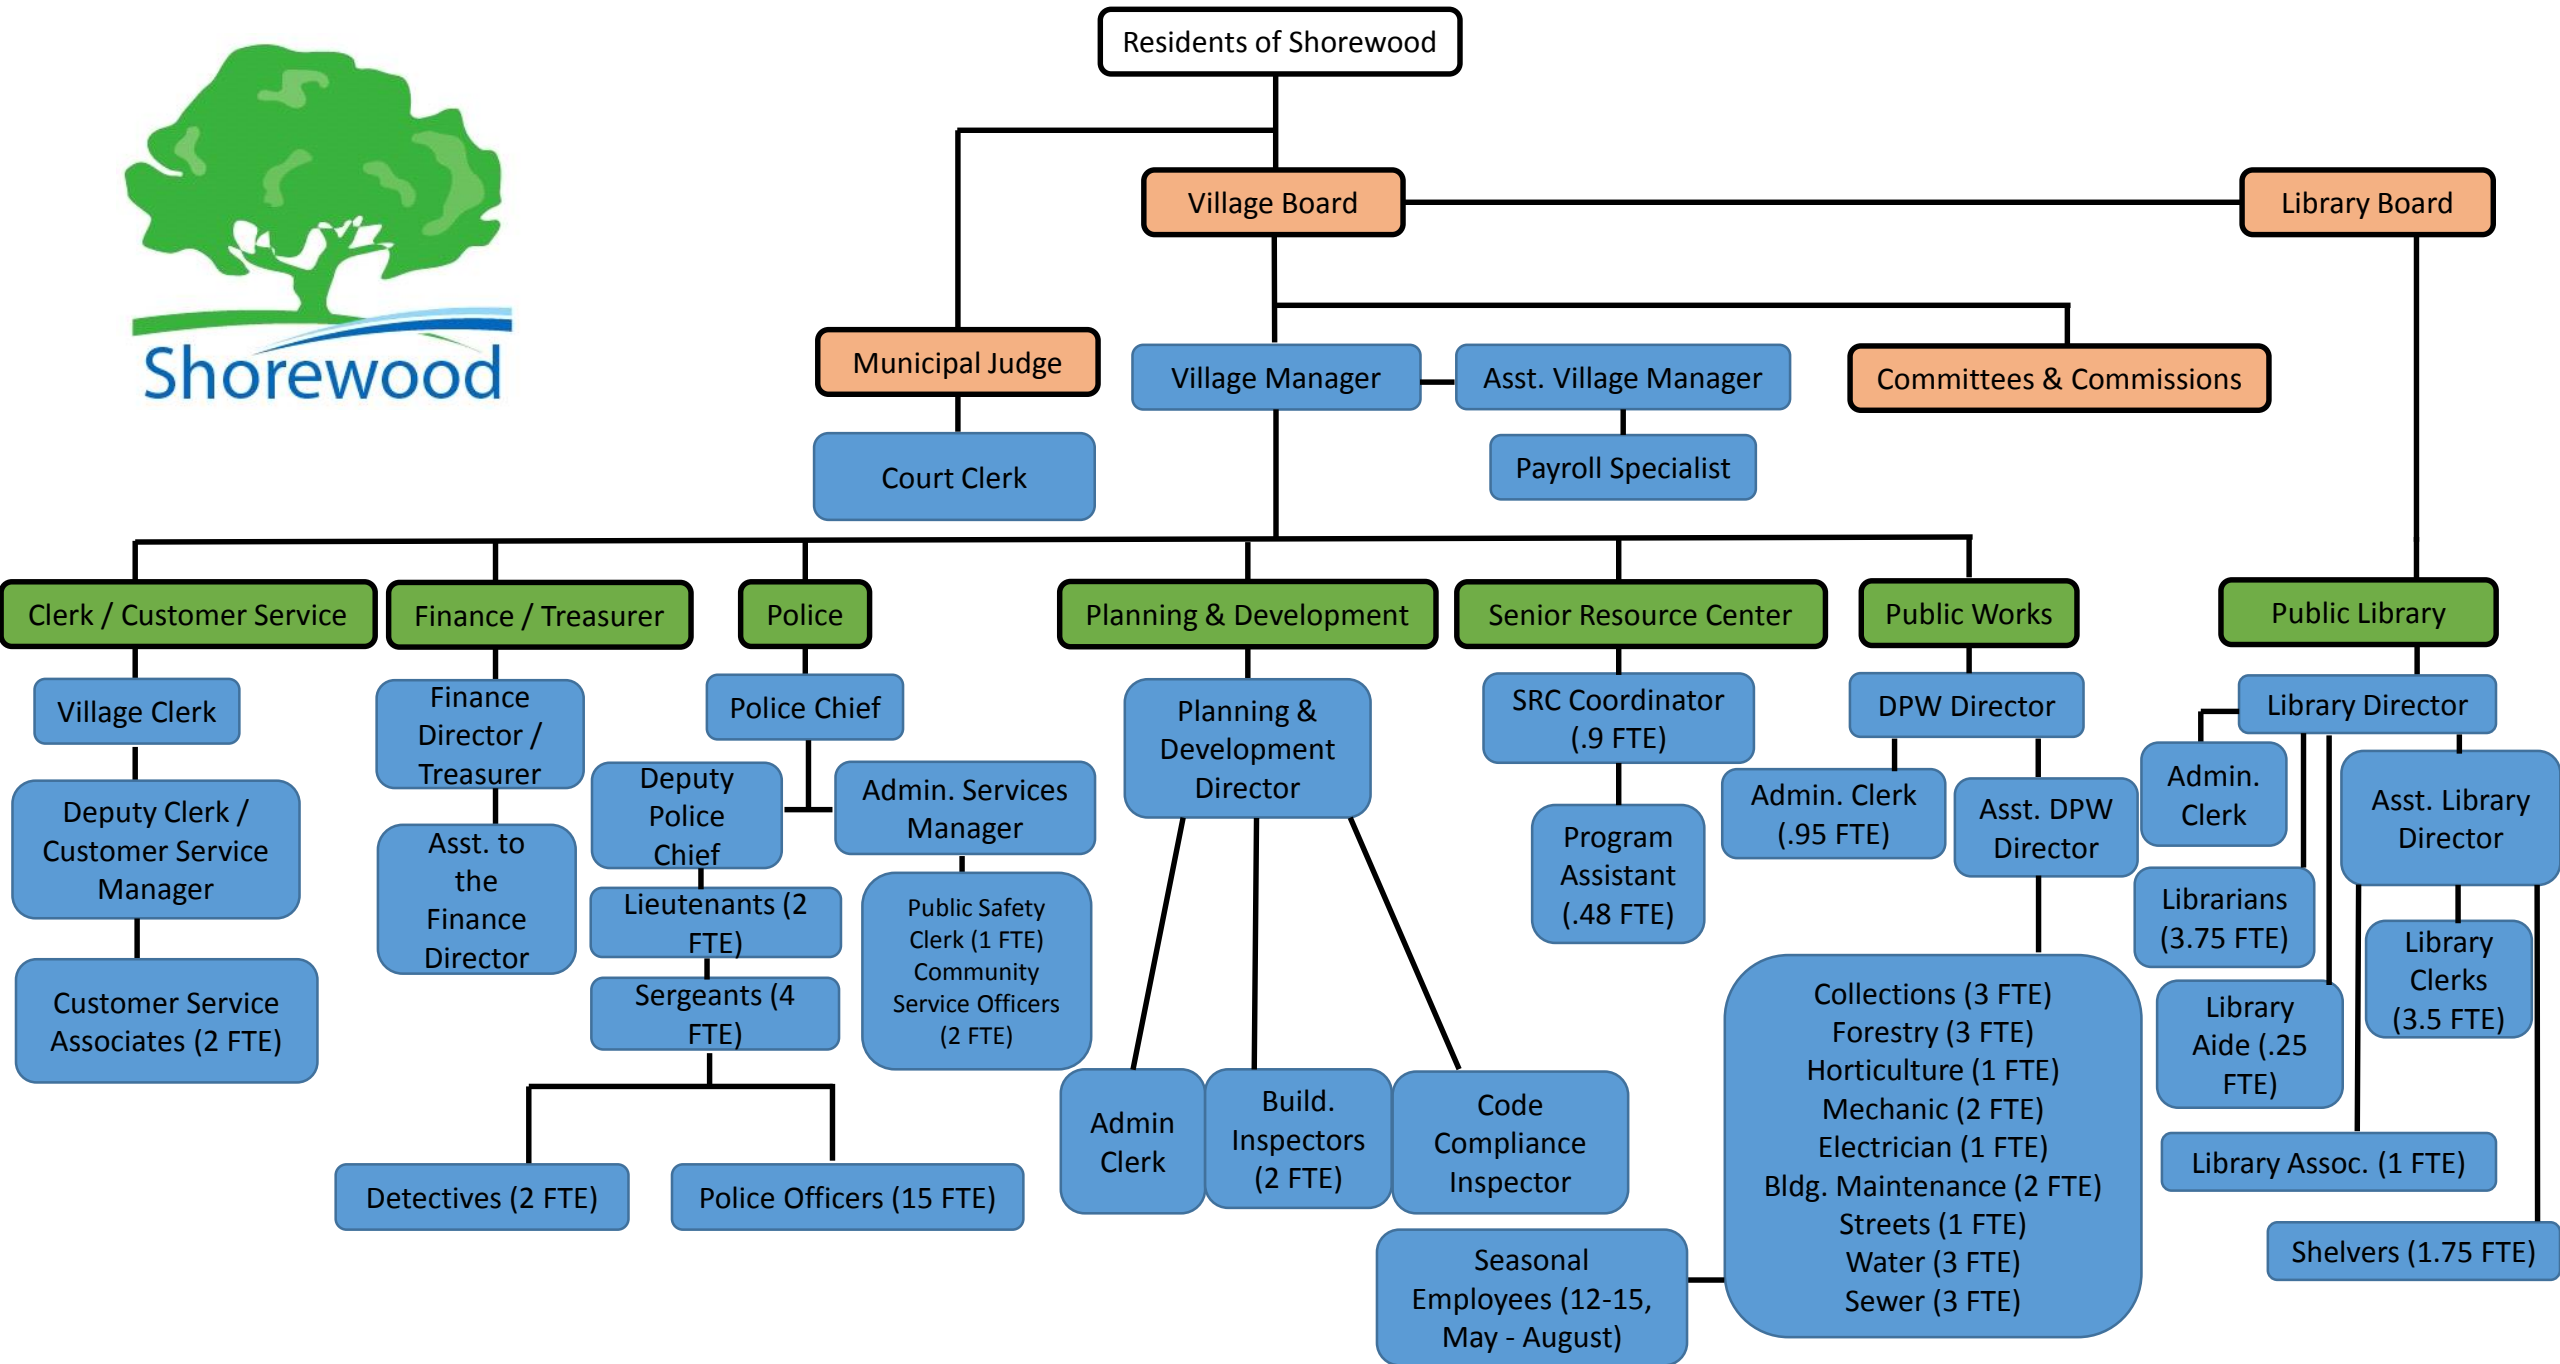 Residents of Shorewood
Shorewood
Village Board
Library Board
Municipal Judge
Village Manager
Asst. Village Manager
Committees & Commissions
Court Clerk
Payroll Specialist
Clerk / Customer Service
Finance / Treasurer
Police
Planning & Development
Senior Resource Center
Public Works
Public Library
Village Clerk
Deputy Clerk /
Customer Service
Manager
Customer Service
Associates (2 FTE)
Finance
Director /
Treasurer
Asst. to
the
Finance
Director
Police Chief
Deputy
Police
Chief
Admin. Services
Manager
Lieutenants (2
FTE)
Public Safety
Clerk (1 FTE)
Community
Service Officers
(2 FTE)
Sergeants (4
FTE)
Detectives (2 FTE)
Police Officers (15 FTE)
Planning &
Development
Director
Admin
Clerk
Build.
Inspectors
(2 FTE)
Code
Compliance
Inspector
SRC Coordinator
(.9 FTE)
Program
Assistant
(.48 FTE)
DPW Director
Admin. Clerk
(.95 FTE)
Asst. DPW
Director
Collections (3 FTE)
Forestry (3 FTE)
Horticulture (1 FTE)
Mechanic (2 FTE)
Electrician (1 FTE)
Bldg. Maintenance (2 FTE)
Streets (1 FTE)
Water (3 FTE)
Sewer (3 FTE)
Seasonal
Employees (12-15,
May - August)
Library Director
Admin.
Clerk
Asst. Library
Director
Librarians
(3.75 FTE)
Library
Clerks
(3.5 FTE)
Library
Aide (.25
FTE)
Library Assoc. (1 FTE)
Shelvers (1.75 FTE)